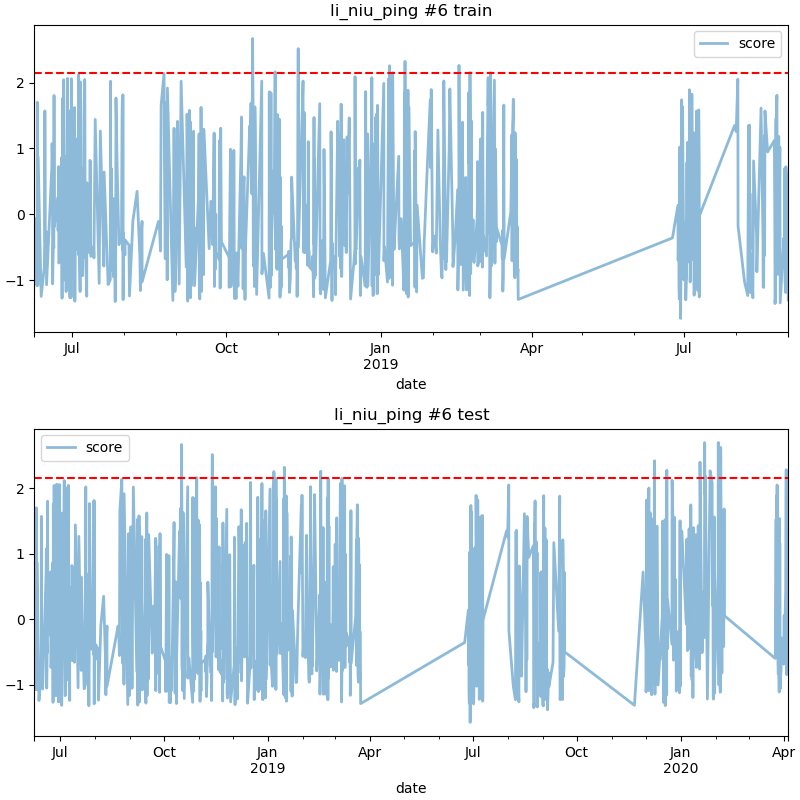 li_niu_ping #6 train
score
2
1
0
−1
Jul
Oct
Jan
2019
Apr
Jul
date
li_niu_ping #6 test
score
2
1
0
−1
Jul
Oct
Jan
2019
Apr
Jul
Oct
Jan
2020
Apr
date